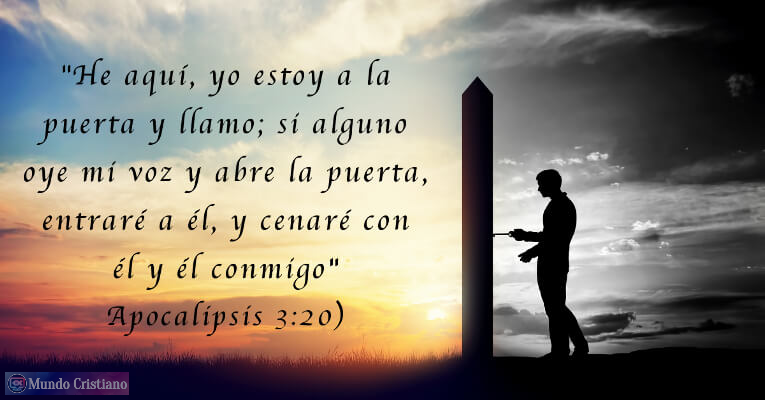 "He aquí, yo estoy a la
puerta y llamo; si alguno
oye mi voz y abre la puerta,
entraré a él, y cenaré con
él y él conmigo"
Apocalipsis 3:20)
Mundo Cristiano